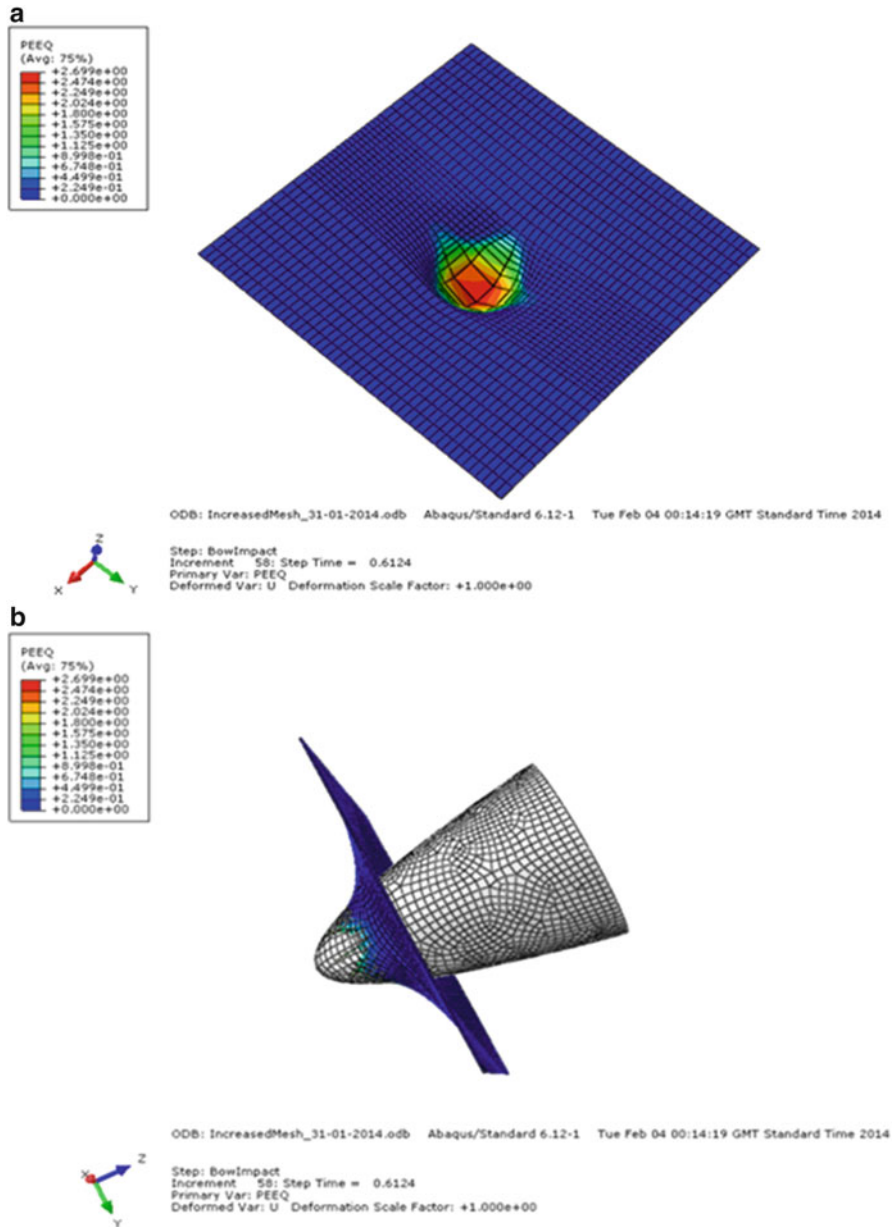 a
PEEQ
(Avg: 75%)
+2.699e+00
+2.474e+00
+2.249e+00
+2.024e+00
+1.800e+00
+1.575e+00
+1.350e+00
+1.125e+00
+8.998e-01
+6.748e-01
+4.499e-01
+2.249e-01
+0.000e+00
ODB: IncreasedMesh_31-01-2014.odb Abaqus/Standard 6.12-1 Tue Feb 04 00:14:19 GMT Standard Time 2014
Z
X
Y
Step: BowImpact
Increment 58: Step Time = 0.6124
Primary Var: PEEQ
Deformed Var: U Deformation Scale Factor: +1.000e+00
b
PEEQ
(Avg: 75%)
+2.699e+00
+2.474e+00
+2.249e+00
+2.024e+00
+1.800e+00
+1.575e+00
+1.350e+00
+1.125e+00
+8.998e-01
+6.748e-01
+4.499e-01
+2.249e-01
+0.000e+00
ODB: IncreasedMesh_31-01-2014.odb Abaqus/Standard 6.12-1 Tue Feb 04 00:14:19 GMT Standard Time 2014
X
Z
Y
Step: BowImpact
Increment 58: Step Time = 0.6124
Primary Var: PEEQ
Deformed Var: U Deformation Scale Factor: +1.000e+00